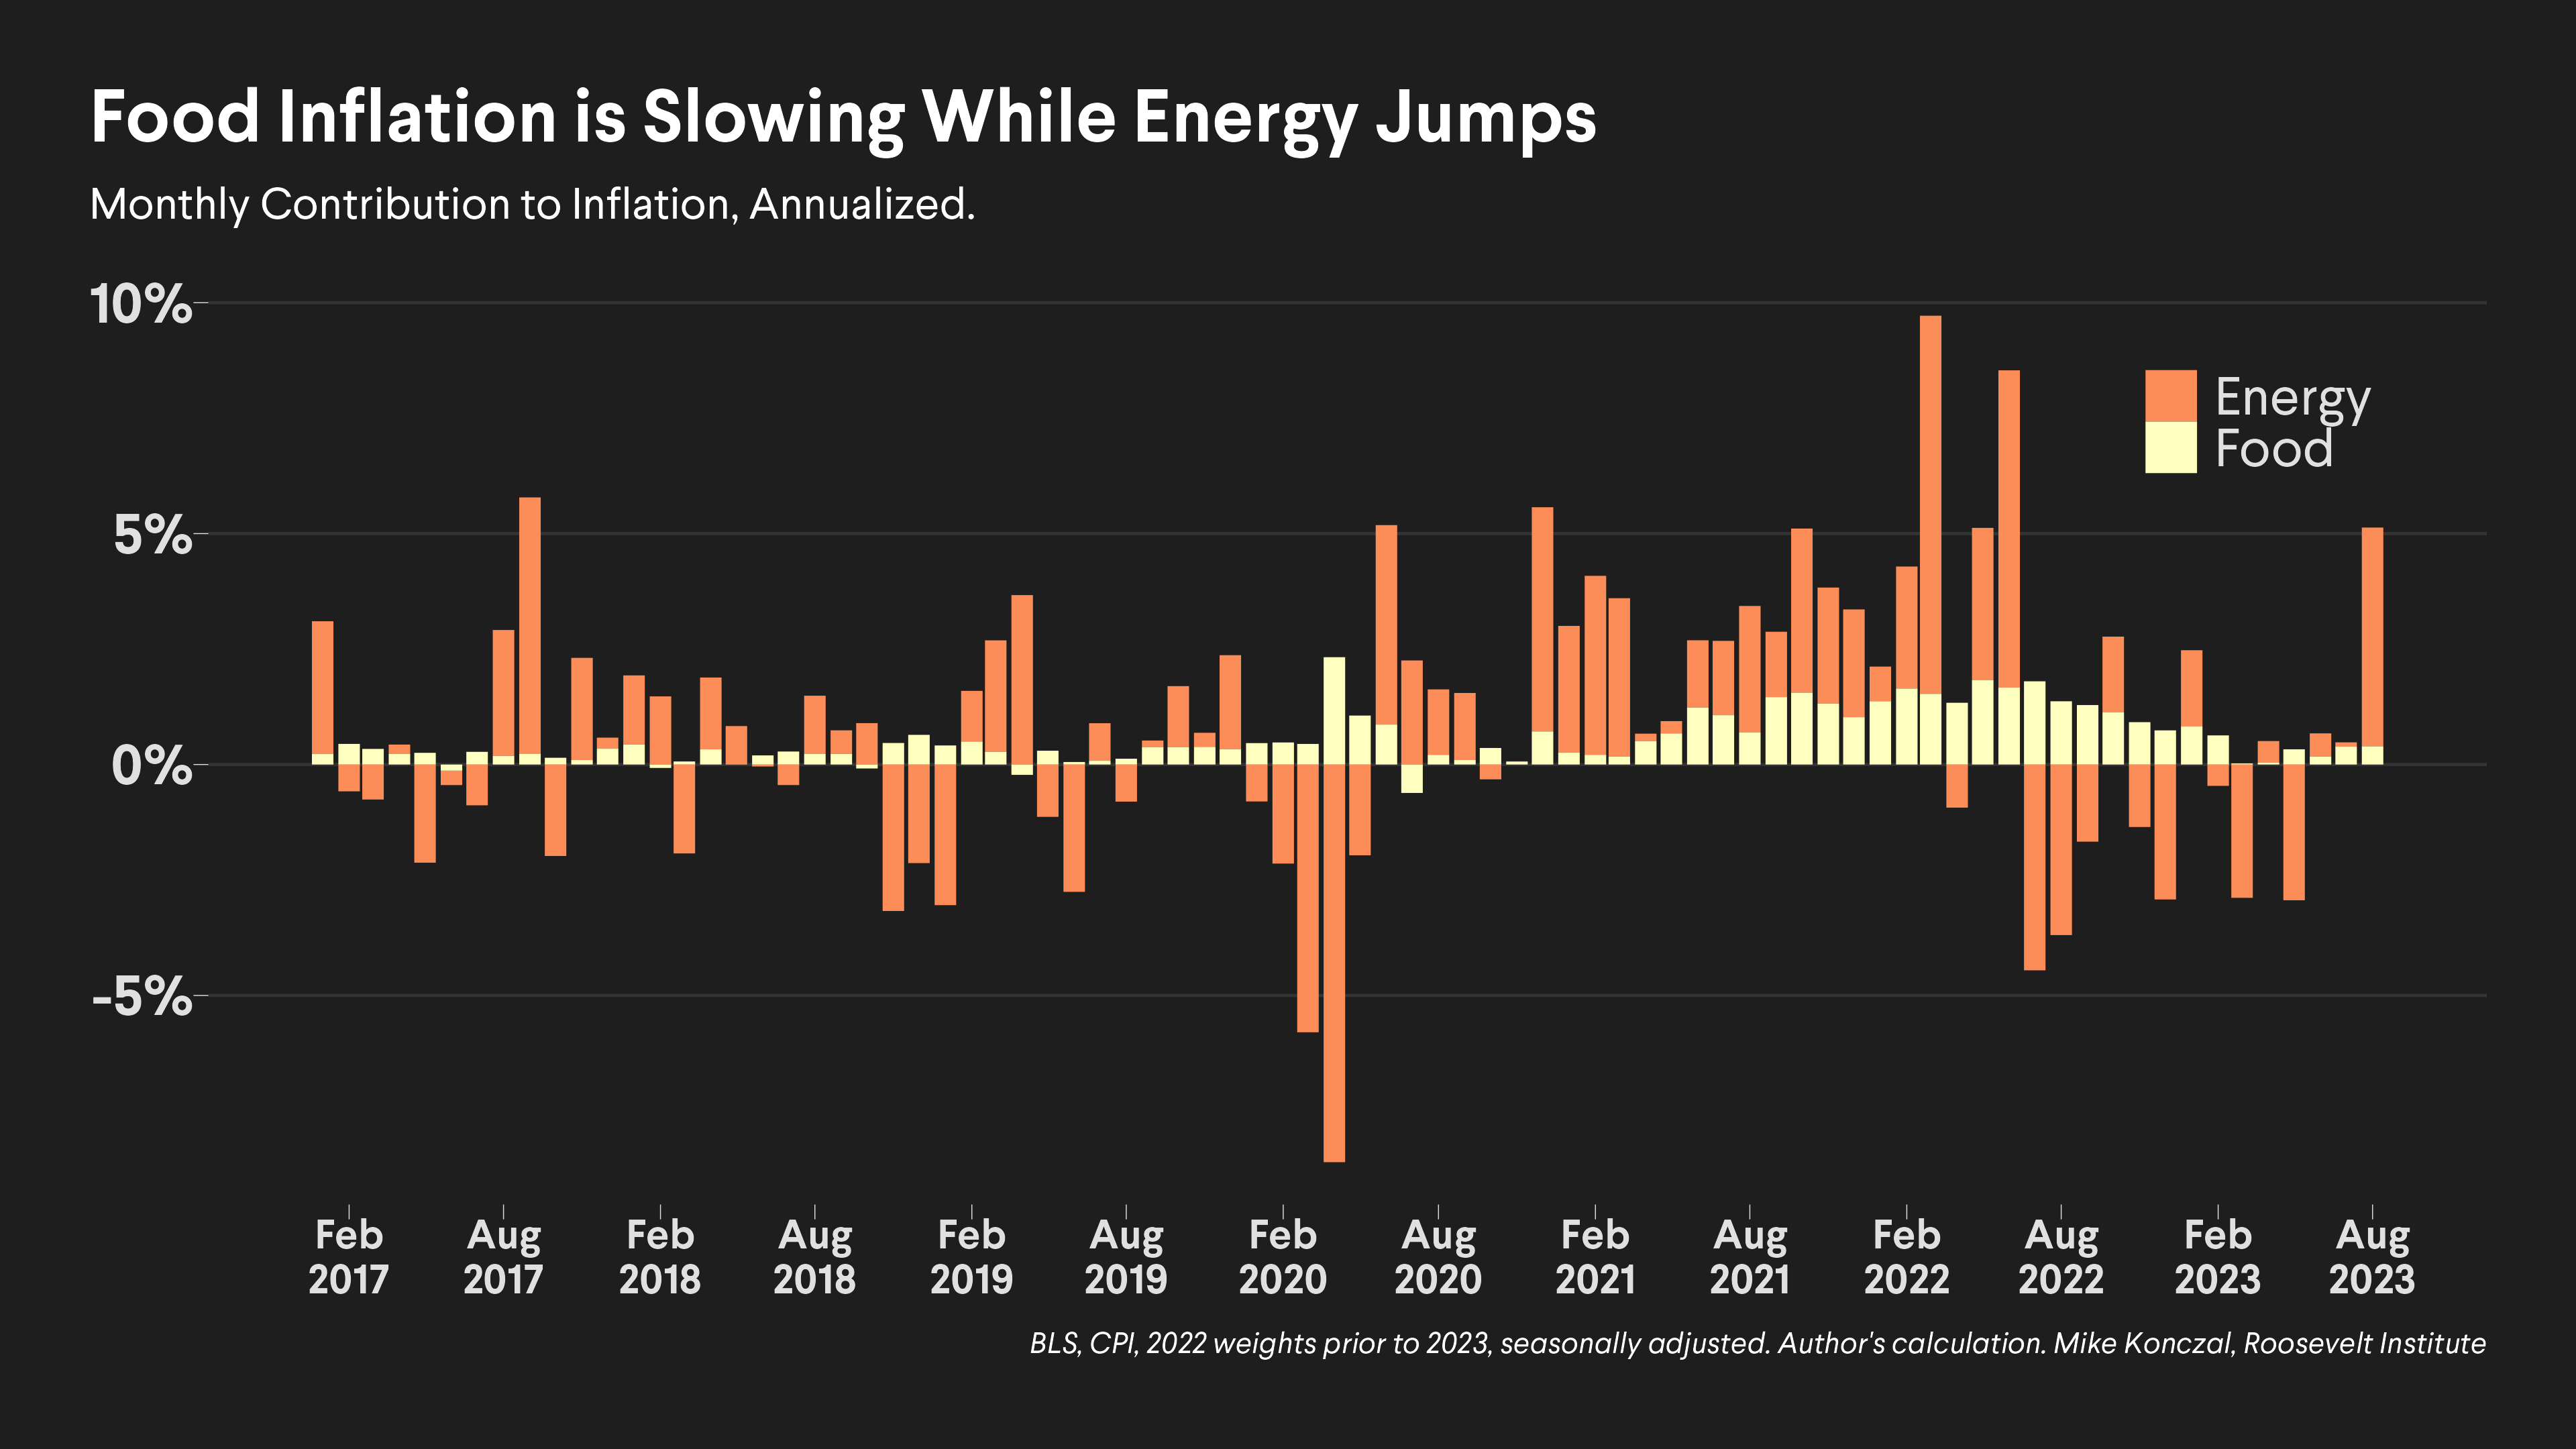 Food Inflation is Slowing While Energy Jumps
Monthly Contribution to Inflation, Annualized.
10%
5%
0%
-5%
Energy
Food
Feb Aug Feb Aug Feb Aug Feb Aug Feb Aug Feb Aug Feb Aug
2017 2017 2018 2018 2019 2019 2020 2020 2021 2021 2022 2022 2023 2023
BLS, CPI, 2022 weights prior to 2023, seasonally adjusted. Author's calculation. Mike Konczal, Roosevelt Institute